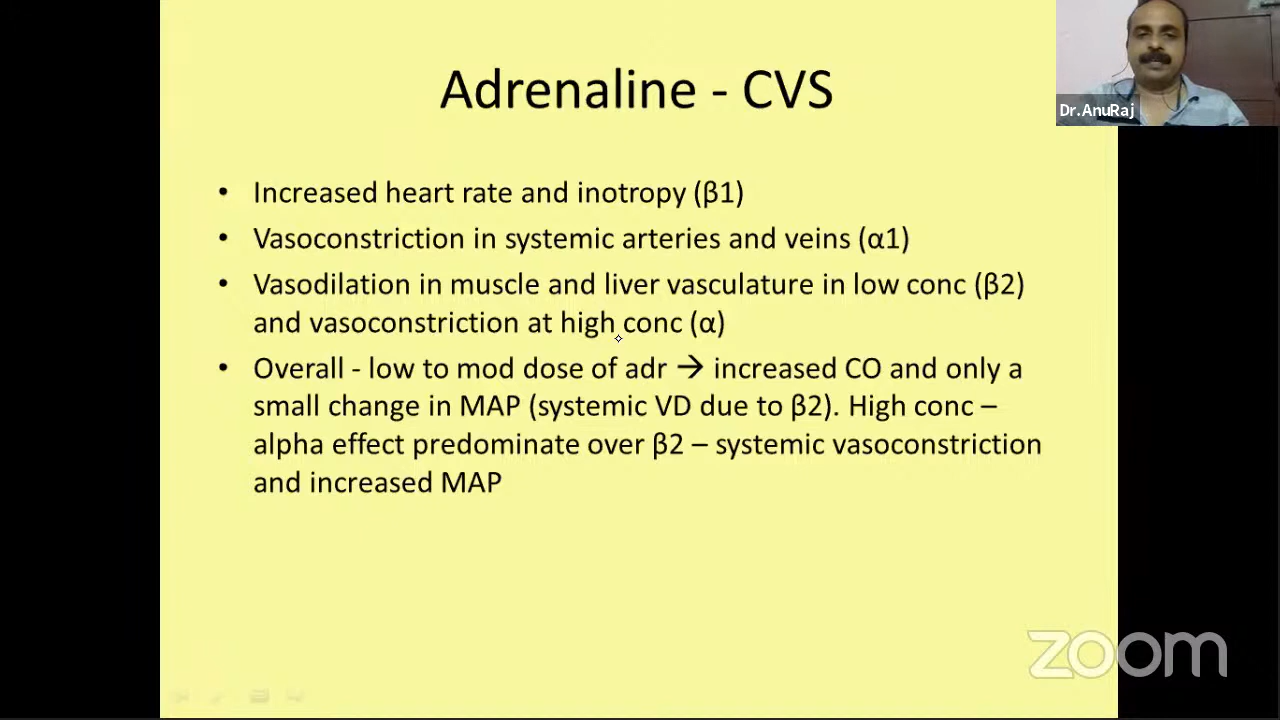 Adrenaline - CVS
Dr.AnuRaj
• Increased heart rate and inotropy (β1)
• Vasoconstriction in systemic arteries and veins (α1)
• Vasodilation in muscle and liver vasculature in low conc (β2)
and vasoconstriction at high conc (α)
• Overall - low to mod dose of adr → increased CO and only a
small change in MAP (systemic VD due to β2). High conc –
alpha effect predominate over β2 – systemic vasoconstriction
and increased MAP
zoom